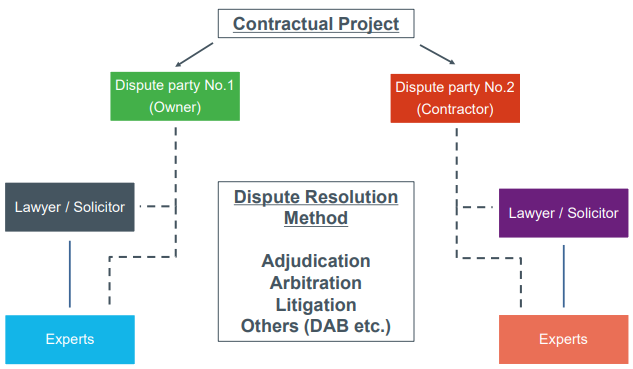 Contractual Project
Dispute party No.1
(Owner)
Dispute party No.2
(Contractor)
Lawyer / Solicitor
Dispute Resolution
Method
Adjudication
Arbitration
Litigation
Others (DAB etc.)
Lawyer / Solicitor
Experts
Experts